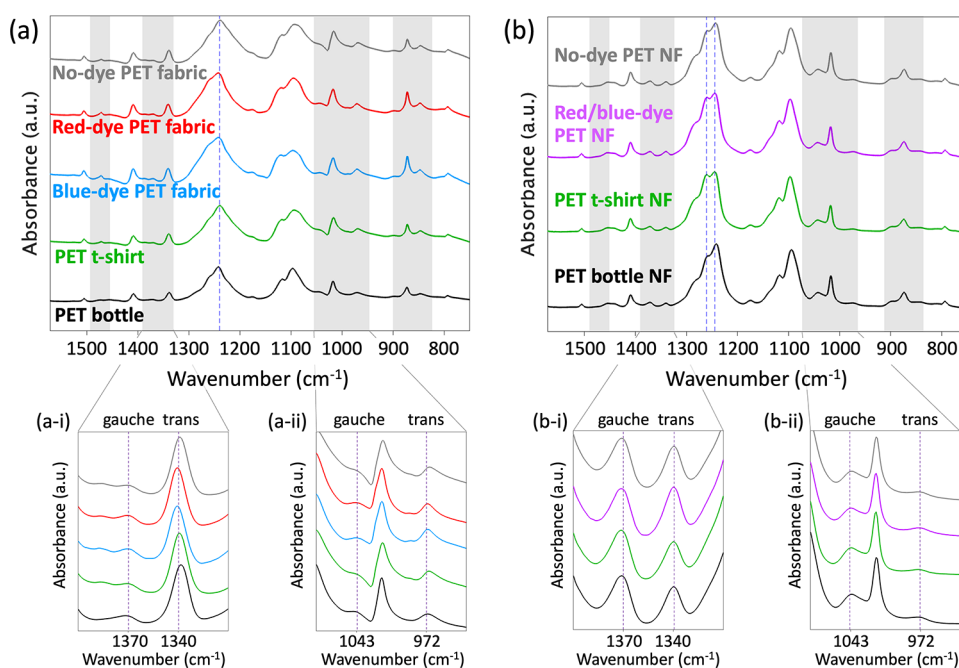 (a)
Absorbance (a.u.)
No-dye PET fabric
Red-dye PET fabric
Blue-dye PET fabric
PET t-shirt
PET bottle
1500 1400 1300 1200 1100 1000 900 800
Wavenumber (cm-1)
(b)
Absorbance (a.u.)
No-dye PET NF
Red/blue-dye
PET NF
PET t-shirt NF
PET bottle NF
1500 1400 1300 1200 1100 1000 900 800
Wavenumber (cm-1)
(a-i)
gauche trans
Absorbance (a.u.)
1370 1340
Wavenumber (cm-1)
(a-ii)
gauche trans
Absorbance (a.u.)
1043 972
Wavenumber (cm-1)
(b-i)
gauche trans
Absorbance (a.u.)
1370 1340
Wavenumber (cm-1)
(b-ii)
gauche trans
Absorbance (a.u.)
1043 972
Wavenumber (cm-1)